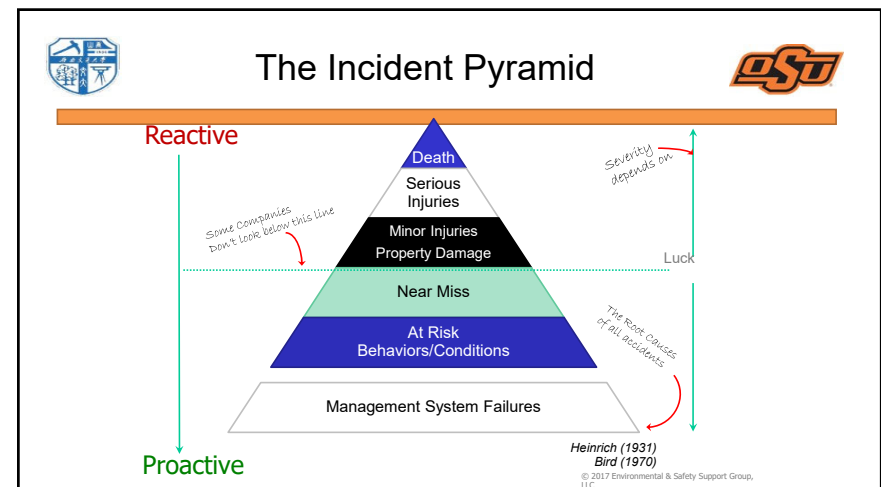 The Incident Pyramid
OSU
Reactive
Death
Severity
depends on
Serious
Injuries
Some Companies
Don't look below this line
Minor Injuries
Property Damage
Luck
Near Miss
The Root Causes
of all accidents
At Risk
Behaviors/Conditions
Management System Failures
Proactive
Heinrich (1931)
Bird (1970)
© 2017 Environmental & Safety Support Group,
LLC